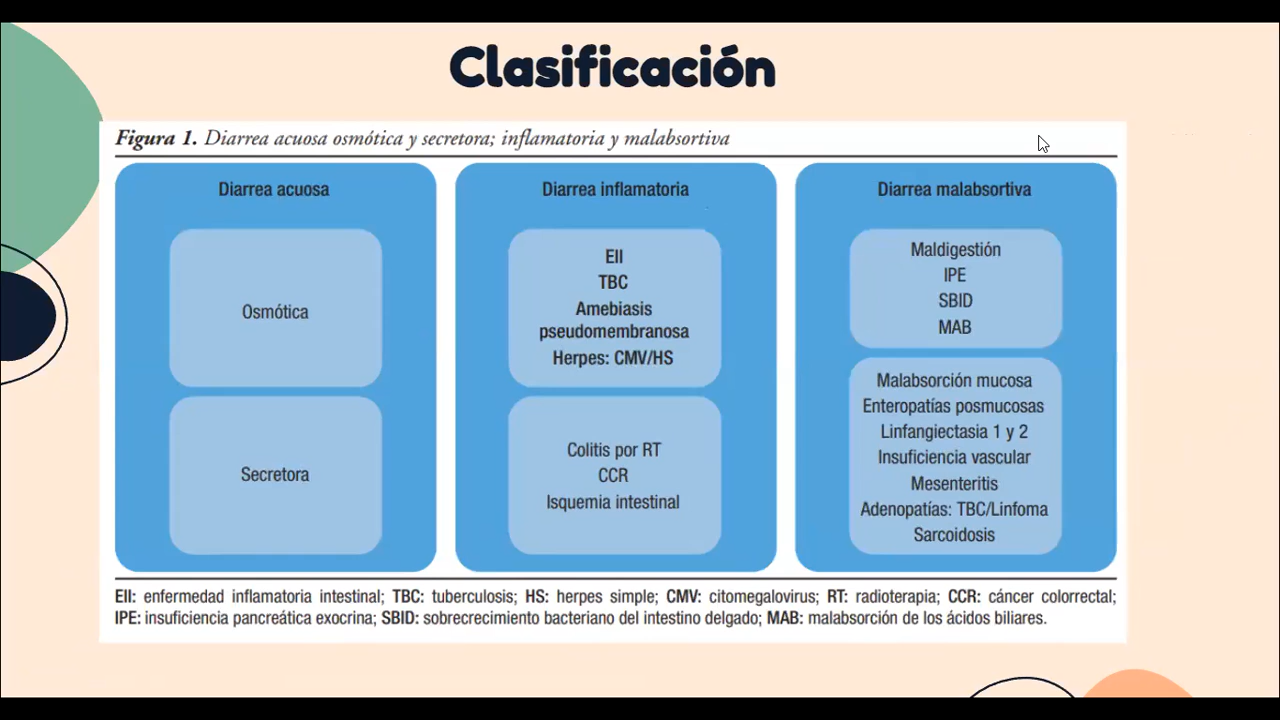 Clasificación
Figura 1. Diarrea acuosa osmótica y secretora; inflamatoria y malabsortiva
Diarrea acuosa
Osmótica
Secretora
Diarrea inflamatoria
EII
TBC
Amebiasis
pseudomembranosa
Herpes: CMV/HS
Colitis por RT
CCR
Isquemia intestinal
Diarrea malabsortiva
Maldigestión
IPE
SBID
MAB
Malabsorción mucosa
Enteropatías posmucosas
Linfangiectasia 1 y 2
Insuficiencia vascular
Mesenteritis
Adenopatías: TBC/Linfoma
Sarcoidosis
EII: enfermedad inflamatoria intestinal; TBC: tuberculosis; HS: herpes simple; CMV: citomegalovirus; RT: radioterapia; CCR: cáncer colorrectal;
IPE: insuficiencia pancreática exocrina; SBID: sobrecrecimiento bacteriano del intestino delgado; MAB: malabsorción de los ácidos biliares.